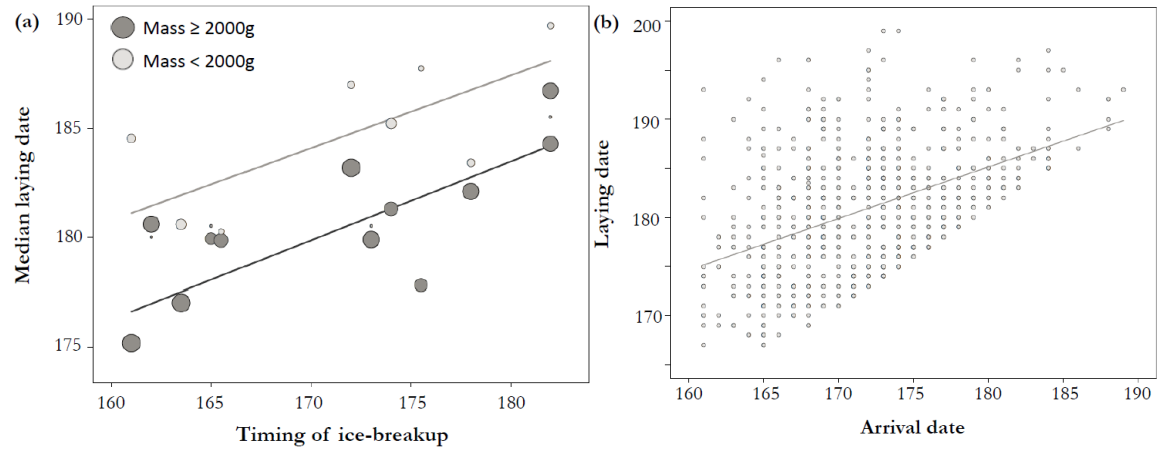 (a)
Mass ≥ 2000g
Mass < 2000g
190
185
180
175
160 165 170 175 180
Median laying date
Timing of ice-breakup
(b)
200
190
180
170
160 165 170 175 180 185 190
Laying date
Arrival date